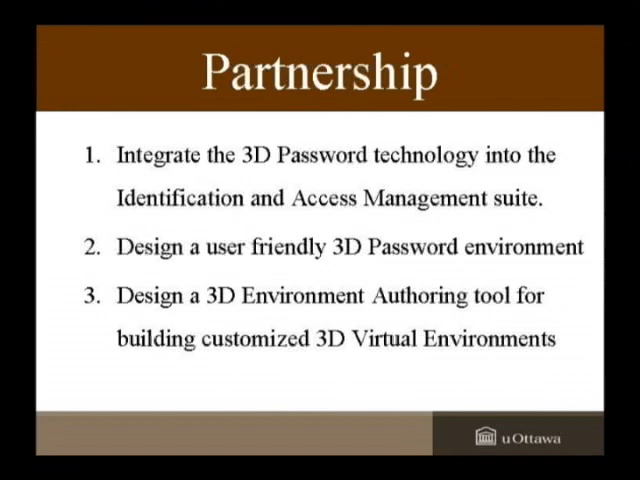 Partnership
1. Integrate the 3D Password technology into the
Identification and Access Management suite.
2. Design a user friendly 3D Password environment
3. Design a 3D Environment Authoring tool for
building customized 3D Virtual Environments
uOttawa